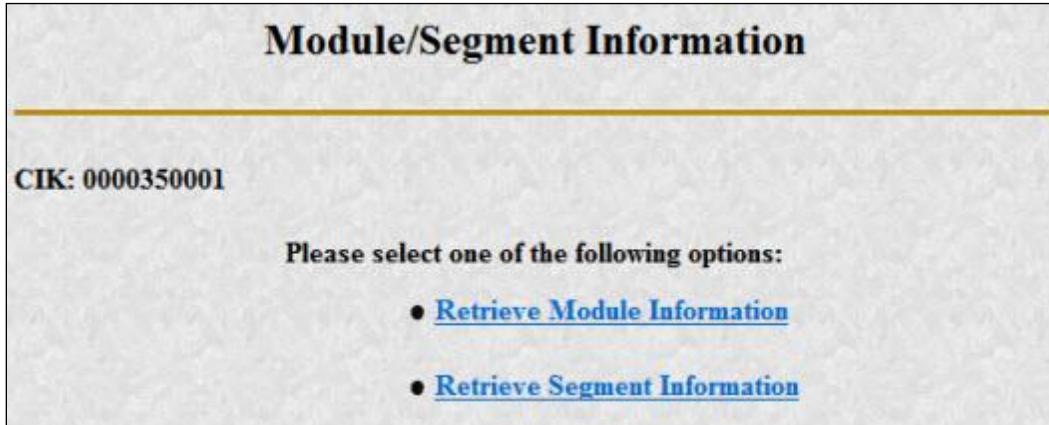 Module/Segment Information
CIK: 0000350001
Please select one of the following options:
● Retrieve Module Information
● Retrieve Segment Information